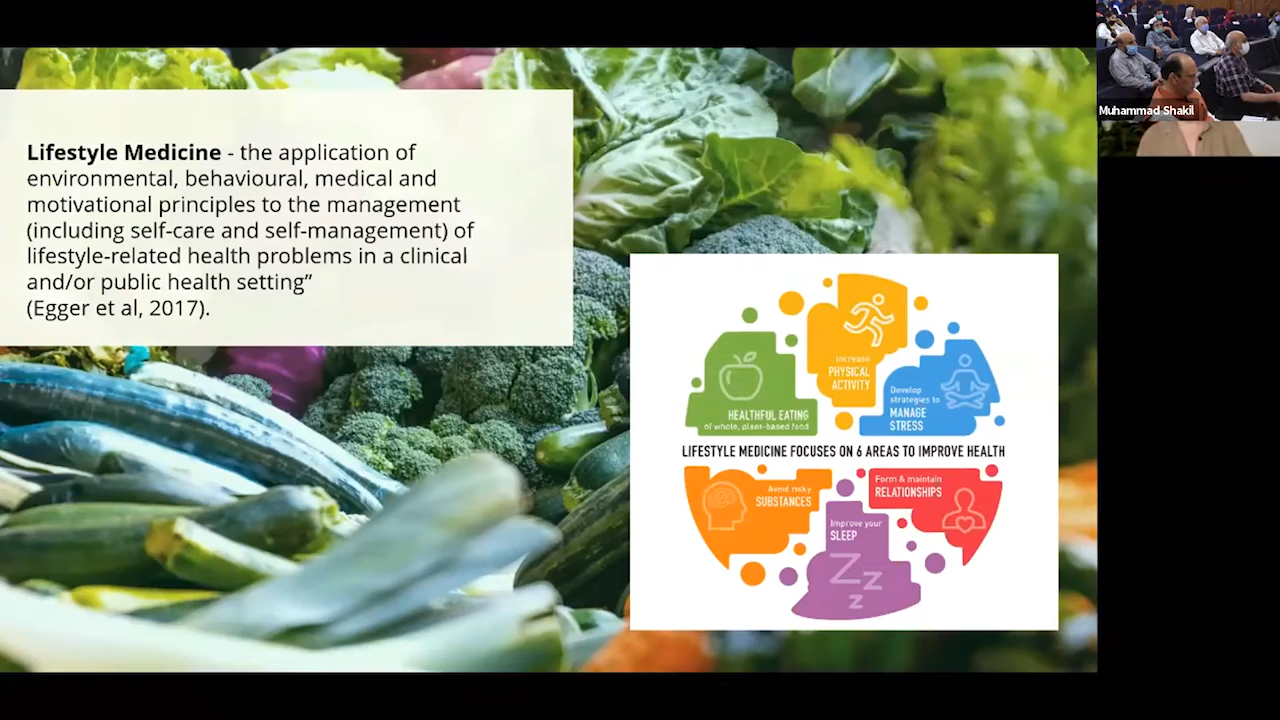 Lifestyle Medicine - the application of
environmental, behavioural, medical and
motivational principles to the management
(including self-care and self-management) of
lifestyle-related health problems in a clinical
and/or public health setting”
(Egger et al, 2017).
Muhammad Shakil
Increase
PHYSICAL
ACTIVITY
HEALTHFUL EATING
of whole, plant-based food
Develop
strategies to
MANAGE
STRESS
LIFESTYLE MEDICINE FOCUSES ON 6 AREAS TO IMPROVE HEALTH
Avoid risky
SUBSTANCES
Form & maintain
RELATIONSHIPS
Improve your
SLEEP
Z
Z
Z